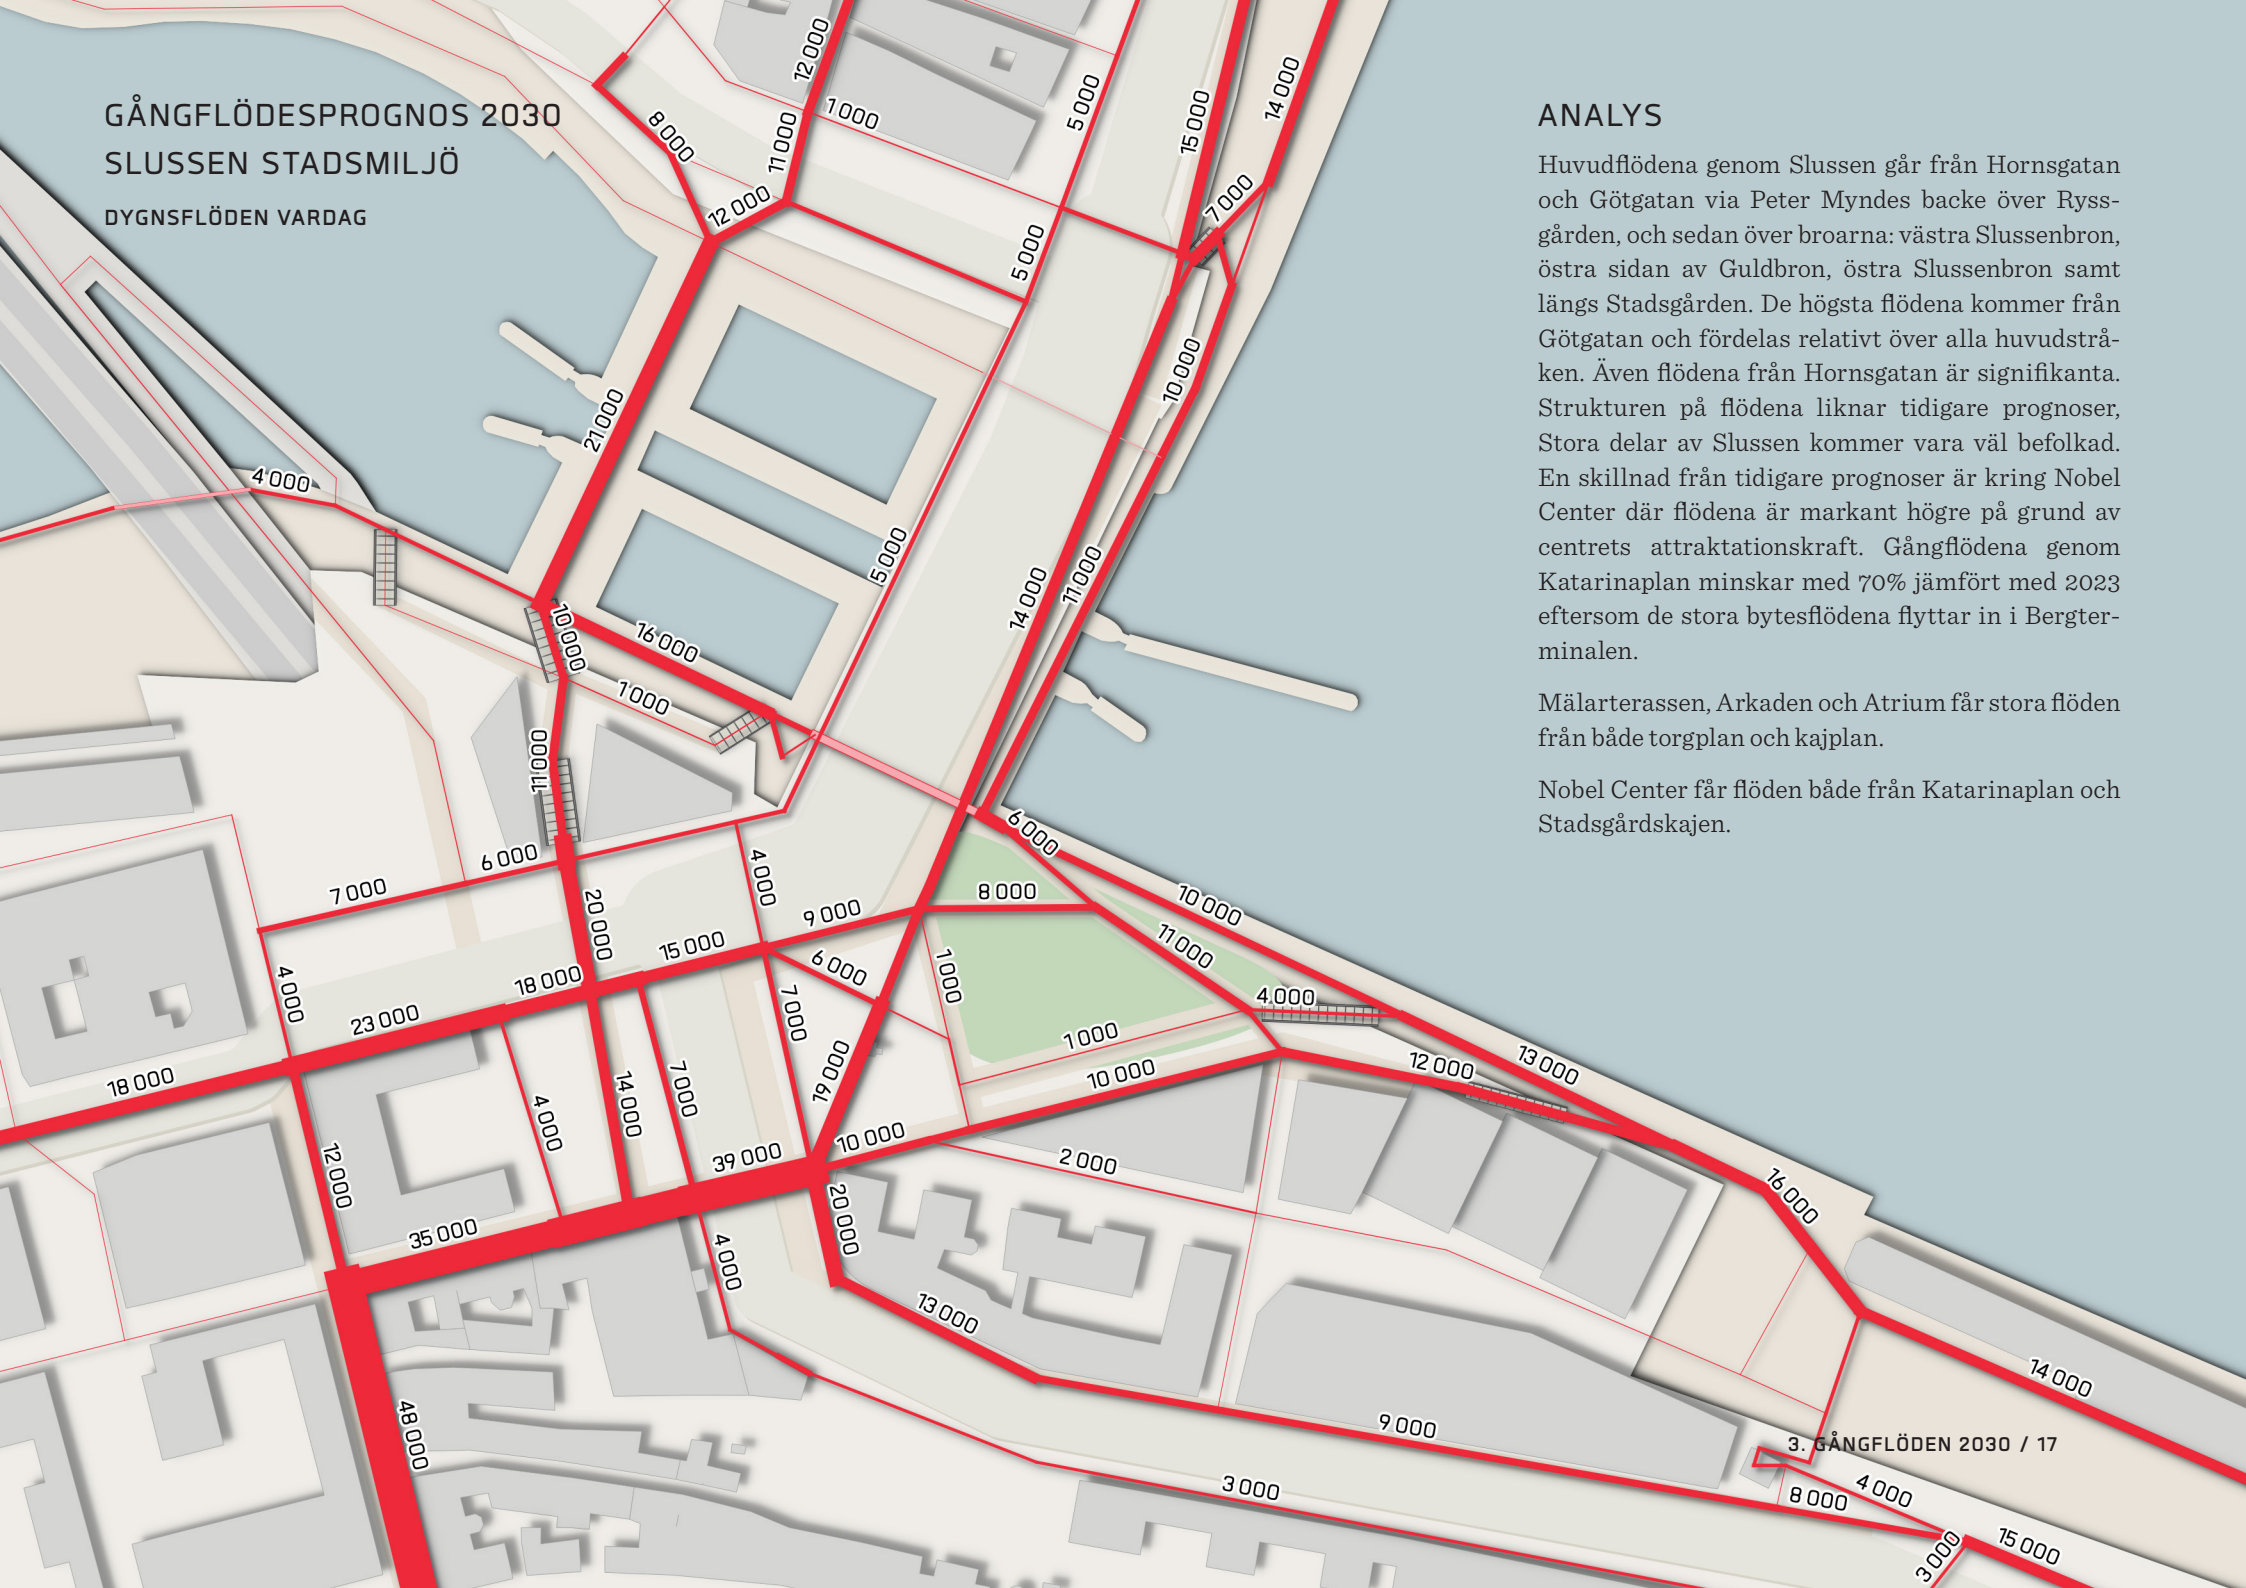 GÅNGFLÖDESPROGNOS 2030
SLUSSEN STADSMILJÖ
DYGNSFLÖDEN VARDAG
ANALYS
Huvudflödena genom Slussen går från Hornsgatan
och Götgatan via Peter Myndes backe över Ryss-
gården, och sedan över broarna: västra Slussenbron,
östra sidan av Guldbron, östra Slussenbron samt
längs Stadsgården. De högsta flödena kommer från
Götgatan och fördelas relativt över alla huvudstrå-
ken. Även flödena från Hornsgatan är signifikanta.
Strukturen på flödena liknar tidigare prognoser,
Stora delar av Slussen kommer vara väl befolkad.
En skillnad från tidigare prognoser är kring Nobel
Center där flödena är markant högre på grund av
centrets attraktationskraft. Gångflödena genom
Katarinaplan minskar med 70% jämfört med 2023
eftersom de stora bytesflödena flyttar in i Bergter-
minalen.
Mälarterassen, Arkaden och Atrium får stora flöden
från både torgplan och kajplan.
Nobel Center får flöden både från Katarinaplan och
Stadsgårdskajen.
12 000
8 000
11 000
1 000
5 000
15 000
14 000
12 000
7 000
5 000
10 000
21 000
4 000
5 000
14 000
11 000
10 000
16 000
1 000
11 000
6 000
6 000
7 000
4 000
20 000
9 000
8 000
10 000
15 000
11 000
18 000
6 000
1 000
4 000
4 000
23 000
7 000
4 000
1 000
18 000
14 000
7 000
19 000
10 000
12 000
13 000
12 000
39 000
10 000
2 000
35 000
4 000
20 000
16 000
13 000
14 000
48 000
9 000
3 000
4 000
8 000
15 000
3 000
3. GÅNGFLÖDEN 2030 / 17